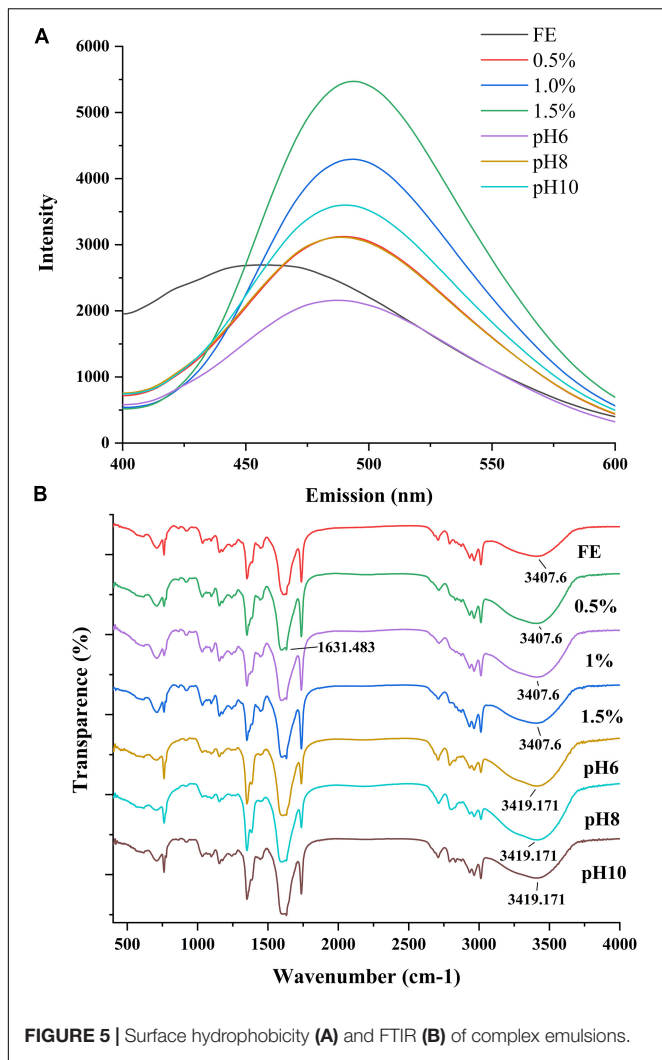 A
FE
0.5%
1.0%
1.5%
pH6
pH8
pH10
6000
5000
4000
3000
2000
1000
0
Intensity
400
450
500
550
600
Emission (nm)
B
FE
3407.6
0.5%
3407.6
1631.483
1%
3407.6
1.5%
3407.6
pH6
3419.171
pH8
3419.171
pH10
3419.171
Transparence (%)
500 1000 1500 2000 2500 3000 3500 4000
Wavenumber (cm-1)
FIGURE 5 | Surface hydrophobicity (A) and FTIR (B) of complex emulsions.